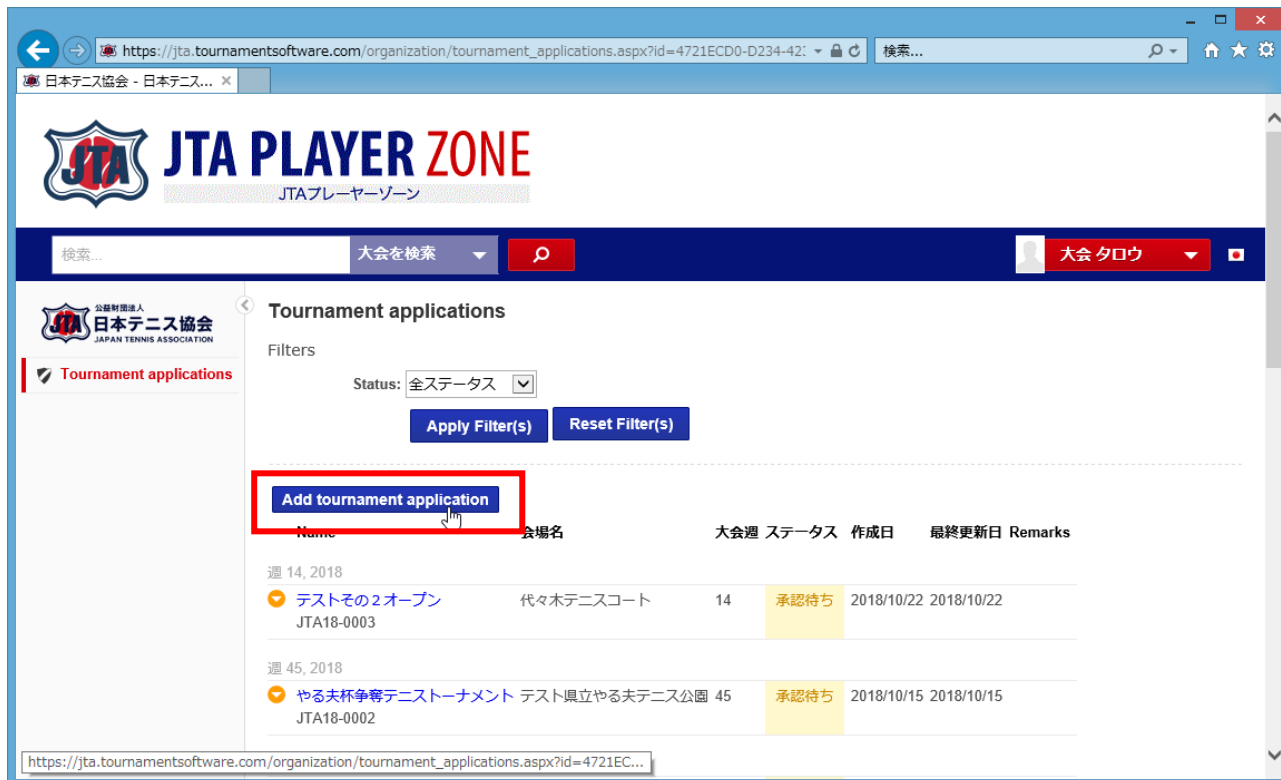 https://jta.tournamentsoftware.com/organization/tournament_applications.aspx?id=4721ECD0-D234-42
検索...
日本テニス協会 - 日本テニス... ×
JTA JTA PLAYER ZONE
JTAプレーヤーゾーン
検索... 大会を検索 大会 タロウ
公益財団法人
JTA 日本テニス協会
JAPAN TENNIS ASSOCIATION
Tournament applications
Tournament applications
Filters
Status: 全ステータス
Apply Filter(s) Reset Filter(s)
Add tournament application
Name 会場名 大会週 ステータス 作成日 最終更新日 Remarks
週 14, 2018
テストその２オープン 代々木テニスコート 14 承認待ち 2018/10/22 2018/10/22
JTA18-0003
週 45, 2018
やる夫杯争奪テニストーナメント テスト県立やる夫テニス公園 45 承認待ち 2018/10/15 2018/10/15
JTA18-0002
https://jta.tournamentsoftware.com/organization/tournament_applications.aspx?id=4721EC...